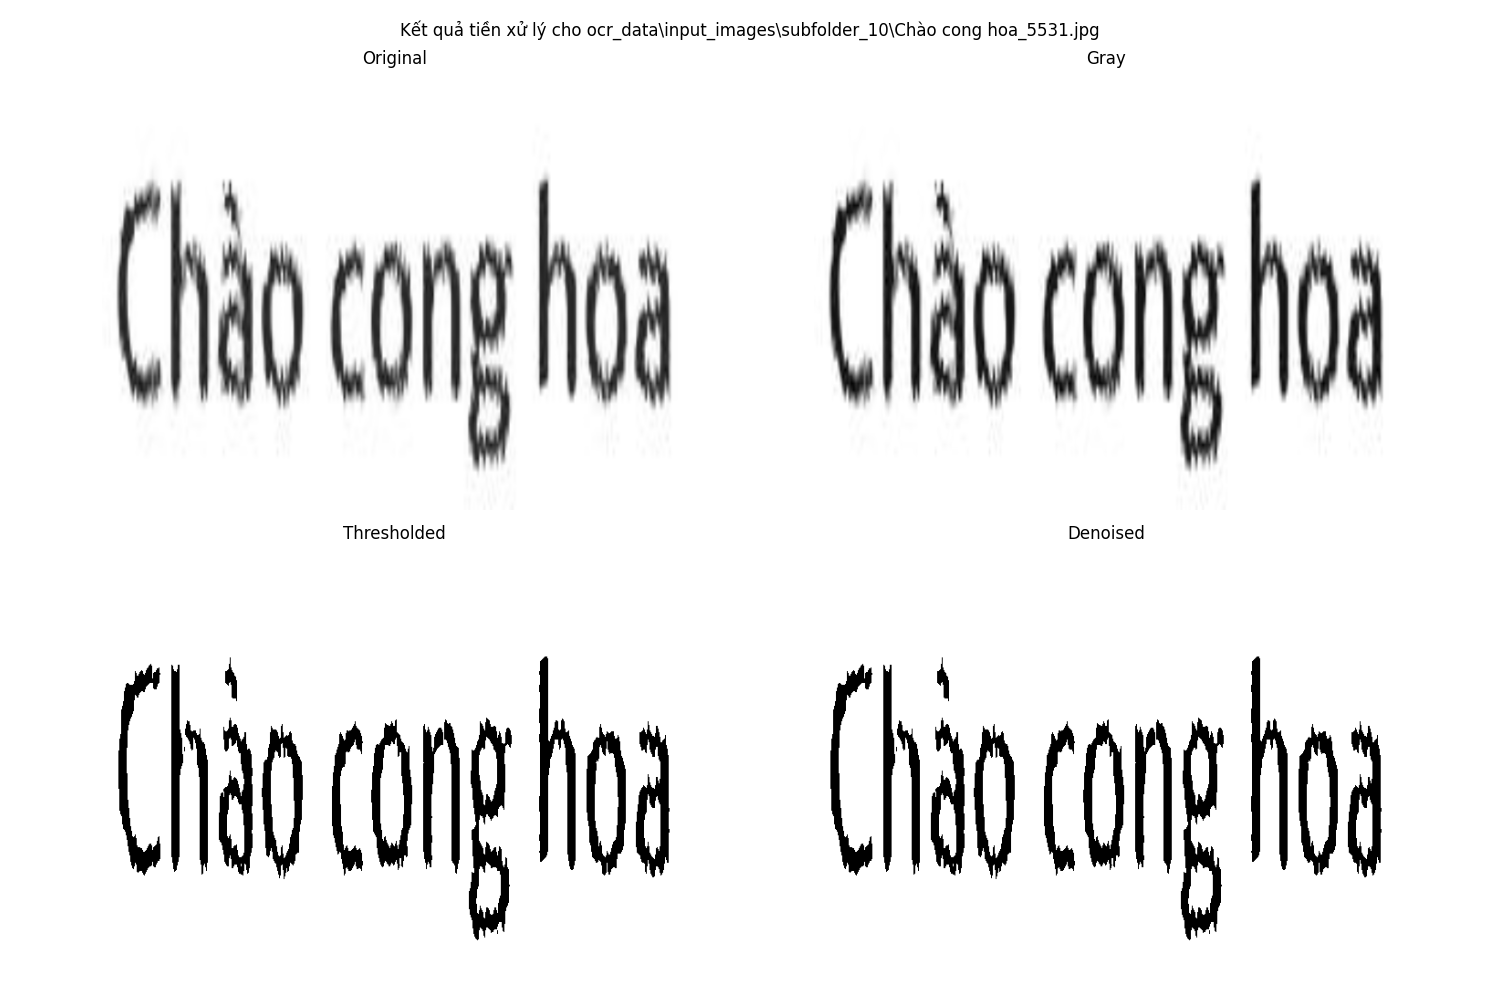 Kết quả tiền xử lý cho ocr_data\input_images\subfolder_10\Chào cong hoa_5531.jpg
Original
Gray
Chào cong hoa
Chào cong hoa
Thresholded
Denoised
Chào cong hoa
Chào cong hoa